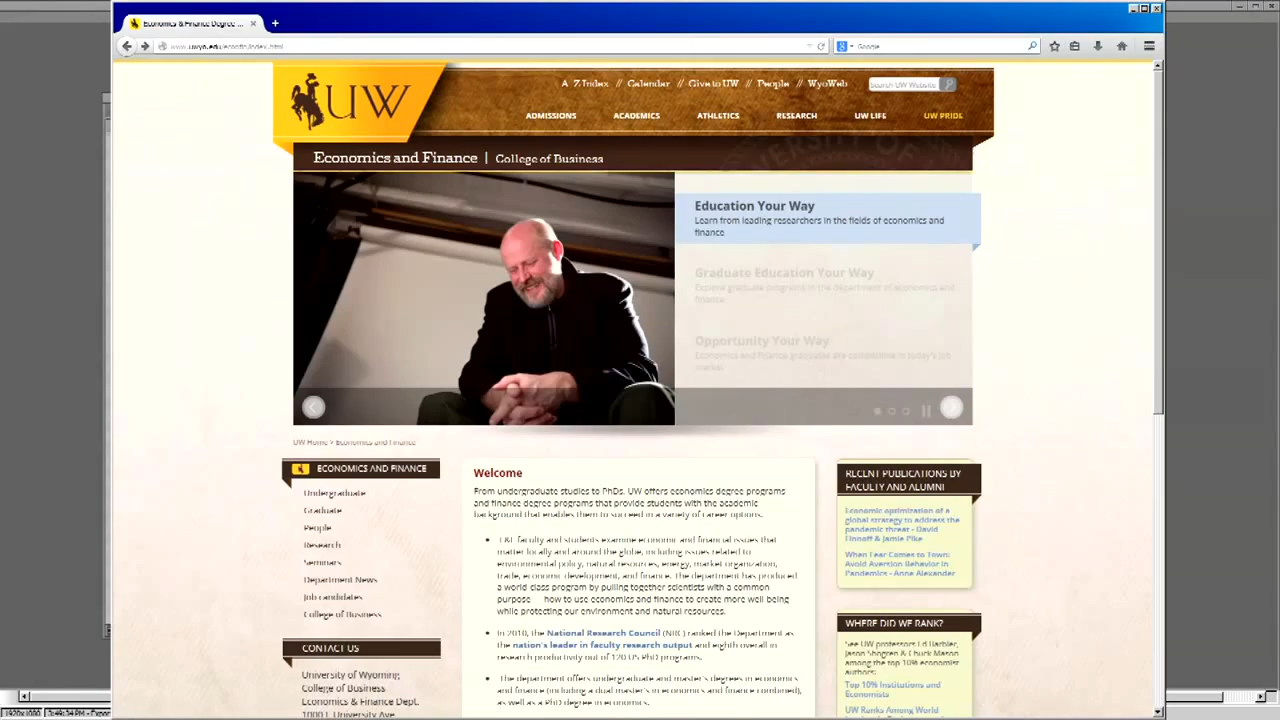 Economics & Finance Degree ...
www.uwyo.edu/econfin/index.html
Google
UW
A-Z Index // Calendar // Give to UW // People // WyoWeb
Search UW Website
ADMISSIONS ACADEMICS ATHLETICS RESEARCH UW LIFE UW PRIDE
Economics and Finance | College of Business
Education Your Way
Learn from leading researchers in the fields of economics and
finance
Graduate Education Your Way
Explore graduate programs in the department of economics and
finance
Opportunity Your Way
Economics and finance graduates are competitive in today's job
market
UW Home > Economics and Finance
ECONOMICS AND FINANCE
Undergraduate
Graduate
People
Research
Seminars
Department News
Job candidates
College of Business
CONTACT US
University of Wyoming
College of Business
Economics & Finance Dept.
1000 E. University Ave
Welcome
From undergraduate studies to PhDs, UW offers economics degree programs
and finance degree programs that provide students with the academic
background that enables them to succeed in a variety of career options.
• E&F faculty and students examine economic and financial issues that
matter locally and around the globe, including issues related to
environmental policy, natural resources, energy, market organization,
trade, economic development, and finance. The department has produced
a world class program by pulling together scientists with a common
purpose — how to use economics and finance to create more well being
while protecting our environment and natural resources.
• In 2010, the National Research Council (NRC) ranked the Department as
the nation's leader in faculty research output and eighth overall in
research productivity out of 120 US PhD programs.
• The department offers undergraduate and master's degrees in economics
and finance (including a dual master's in economics and finance combined),
as well as a PhD degree in economics.
RECENT PUBLICATIONS BY
FACULTY AND ALUMNI
Economic optimization of a
global strategy to address the
pandemic threat - David
Finnoff & Jamie Pike
When Fear Comes to Town:
Avoid Aversion Behavior in
Pandemics - Anne Alexander
WHERE DID WE RANK?
See UW professors Ed Barbier,
Jason Shogren & Chuck Mason
among the top 10% economist
authors:
Top 10% Institutions and
Economists
UW Ranks Among World
1920x1080